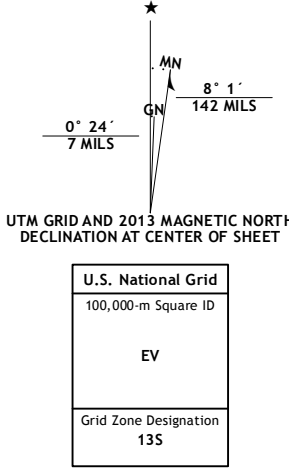 ★
MN
8° 1´
142 MILS
GN
0° 24´
7 MILS
UTM GRID AND 2013 MAGNETIC NORTH
DECLINATION AT CENTER OF SHEET
U.S. National Grid
100,000-m Square ID
EV
Grid Zone Designation
13S